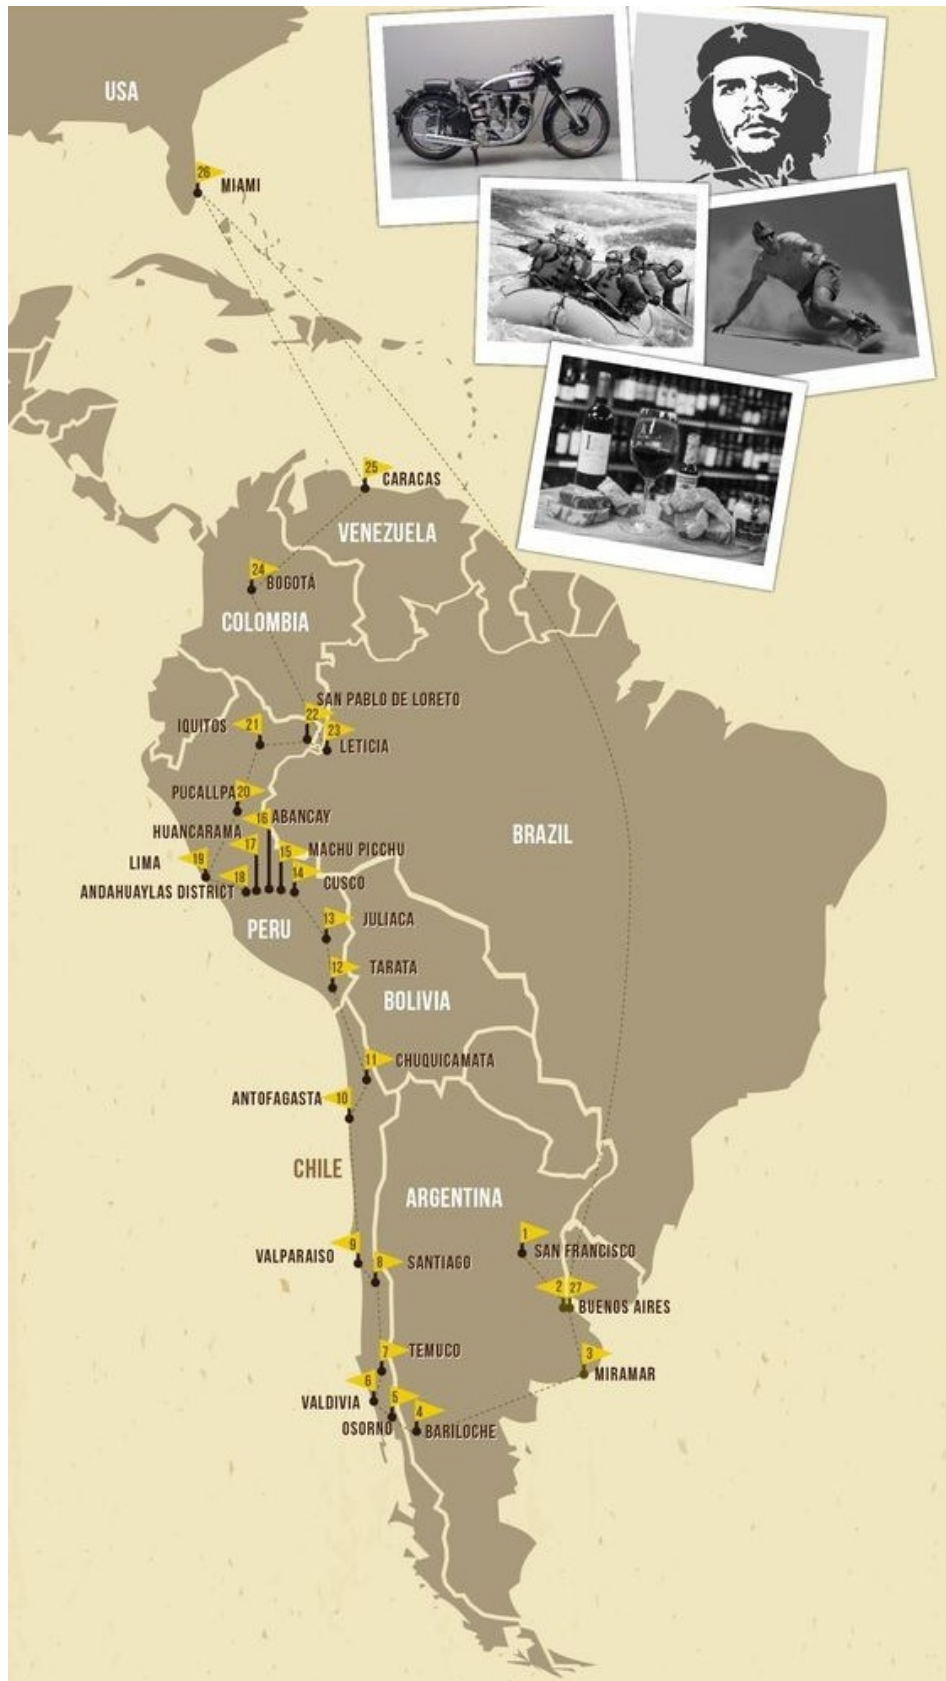 USA
26
MIAMI
25
CARACAS
VENEZUELA
24
BOGOTÁ
COLOMBIA
SAN PABLO DE LORETO
22
21
IQUITOS
23
LETICIA
PUCALLPA 20
16 ABANCAY
HUANCARAMA
17
15 MACHU PICCHU
BRAZIL
LIMA
19
14
CUSCO
18
ANDAHUAYLAS DISTRICT
13 JULIACA
PERU
12 TARATA
BOLIVIA
11 CHUQUICAMATA
ANTOFAGASTA 10
CHILE
ARGENTINA
1
SAN FRANCISCO
9
VALPARAISO
8 SANTIAGO
2 27
BUENOS AIRES
7 TEMUCO
3
MIRAMAR
6
VALDIVIA
5
4
OSORNO
BARILOCHE